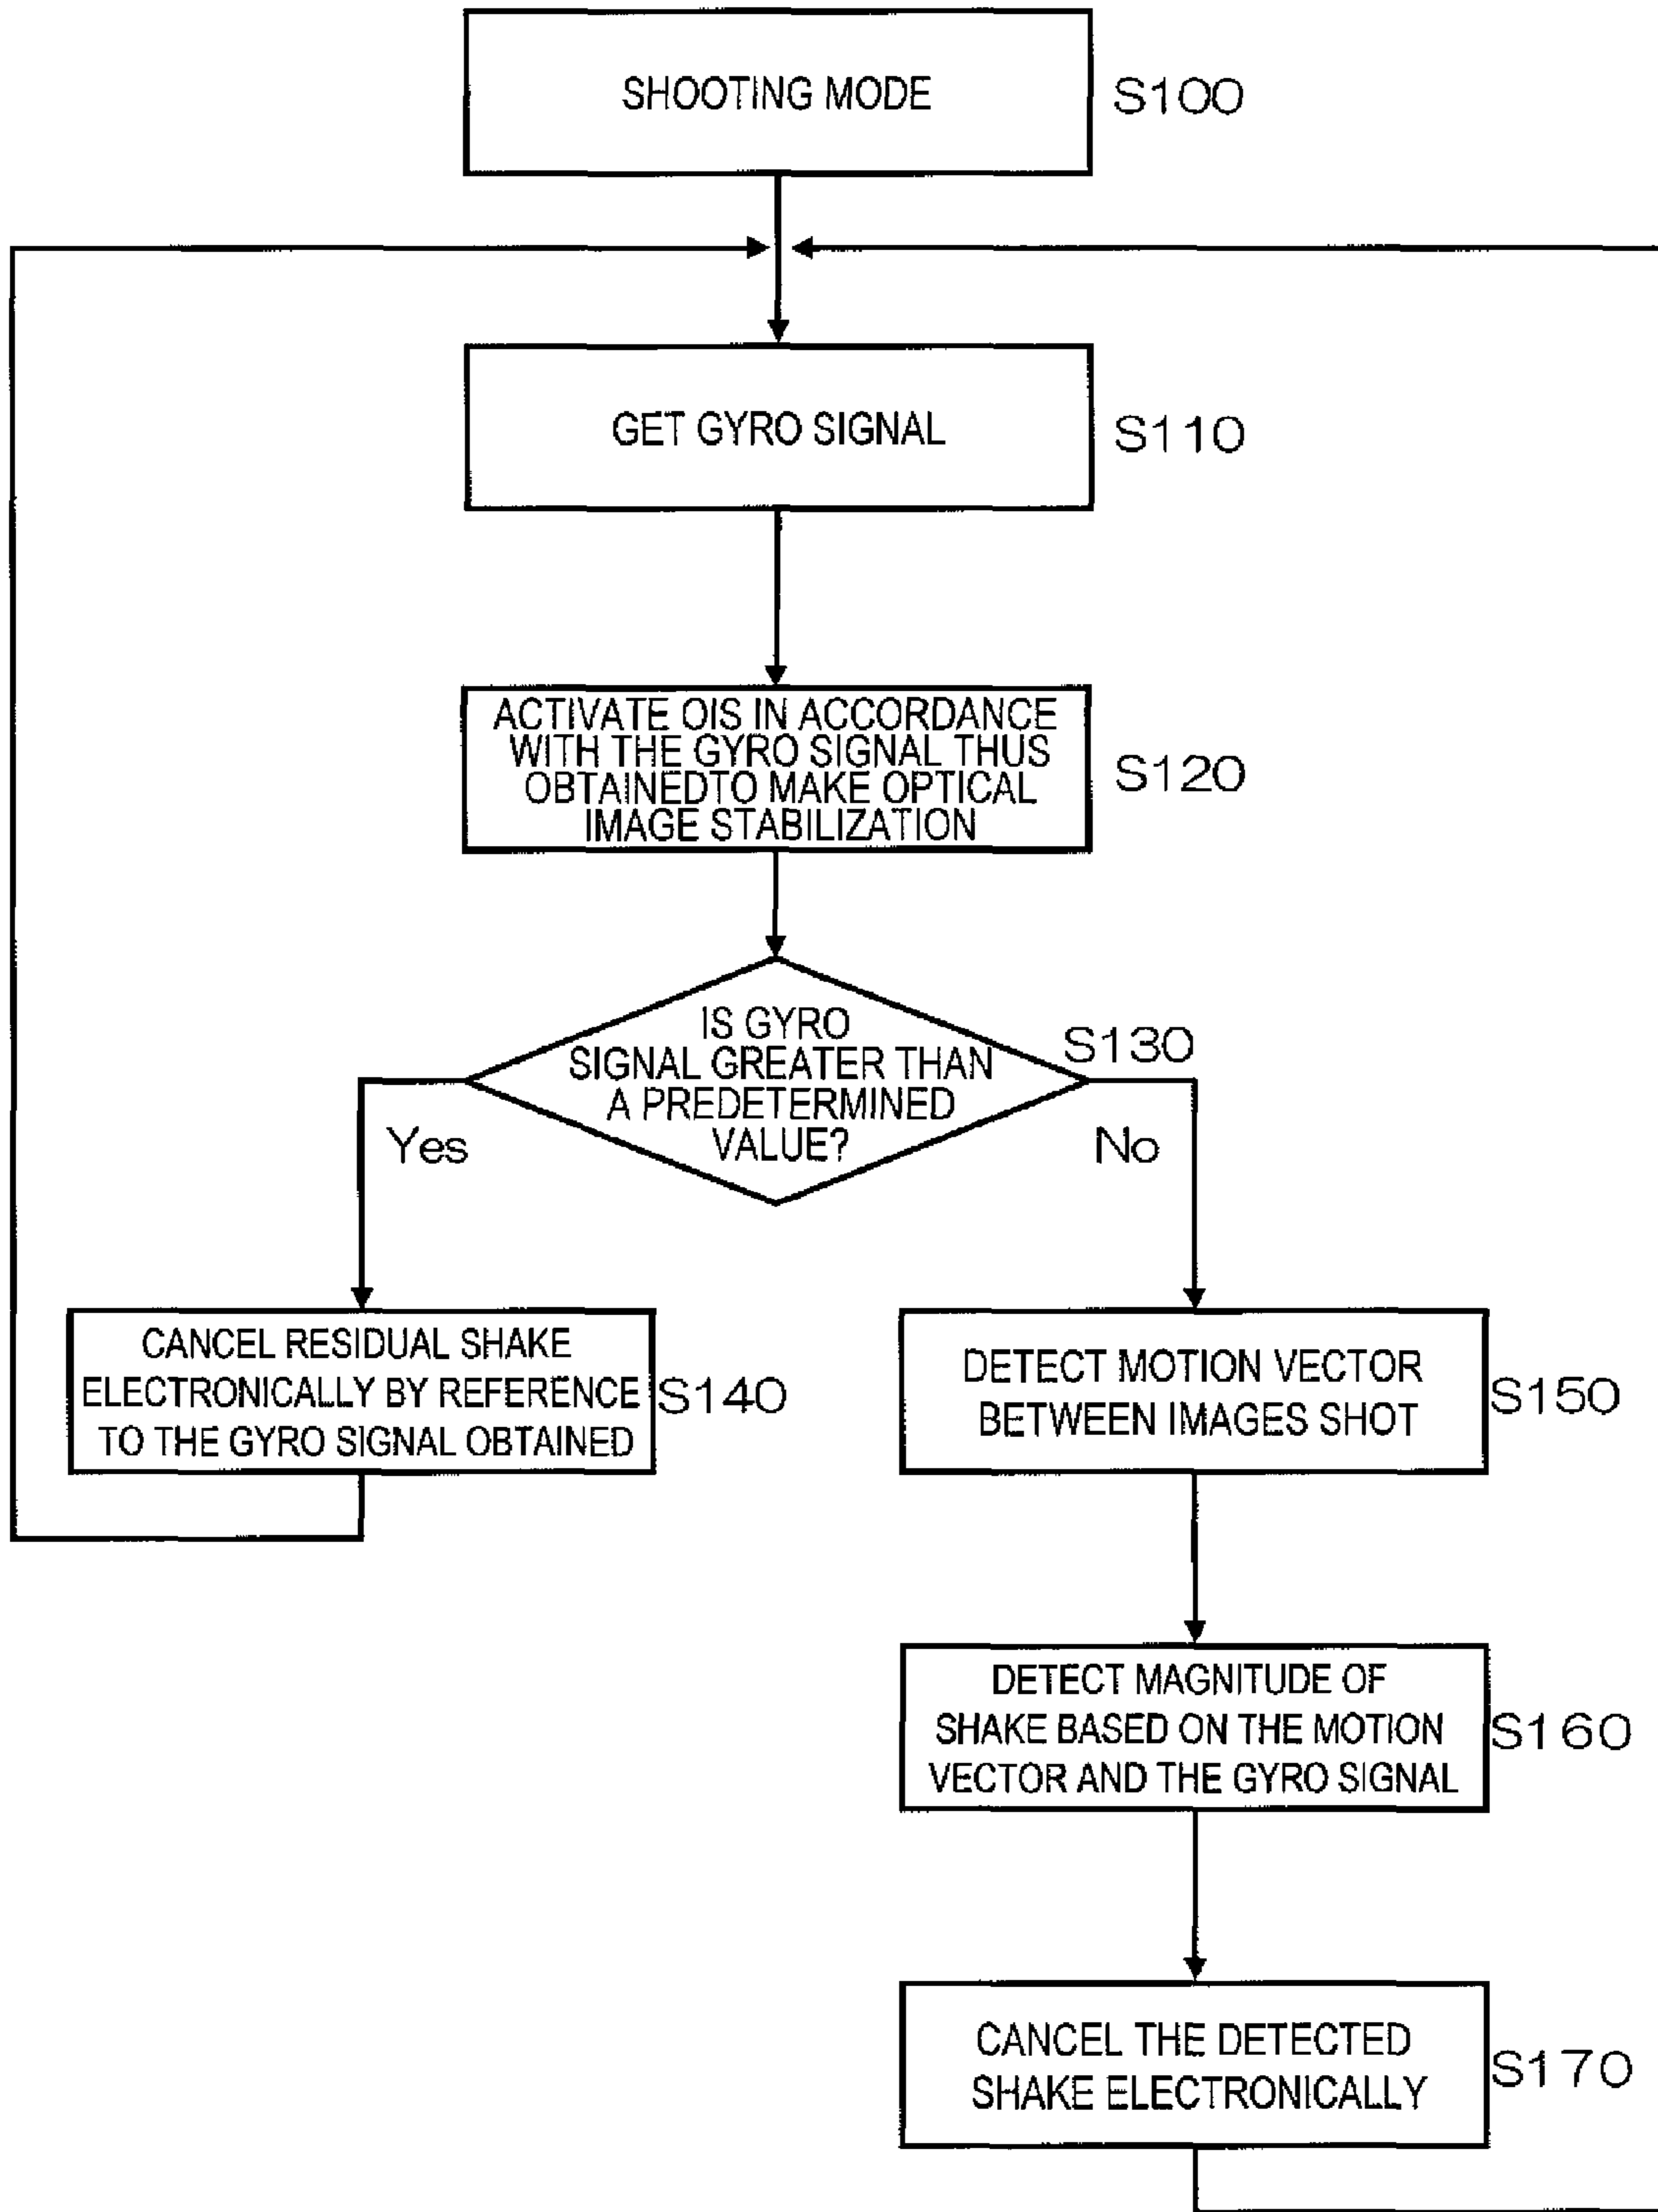 SHOOTING MODE
S100
GET GYRO SIGNAL
S110
ACTIVATE OIS IN ACCORDANCE
WITH THE GYRO SIGNAL THUS
OBTAINEDTO MAKE OPTICAL
IMAGE STABILIZATION
S120
IS GYRO
SIGNAL GREATER THAN
A PREDETERMINED
VALUE?
S130
Yes
No
CANCEL RESIDUAL SHAKE
ELECTRONICALLY BY REFERENCE
TO THE GYRO SIGNAL OBTAINED
S140
DETECT MOTION VECTOR
BETWEEN IMAGES SHOT
S150
DETECT MAGNITUDE OF
SHAKE BASED ON THE MOTION
VECTOR AND THE GYRO SIGNAL
S160
CANCEL THE DETECTED
SHAKE ELECTRONICALLY
S170